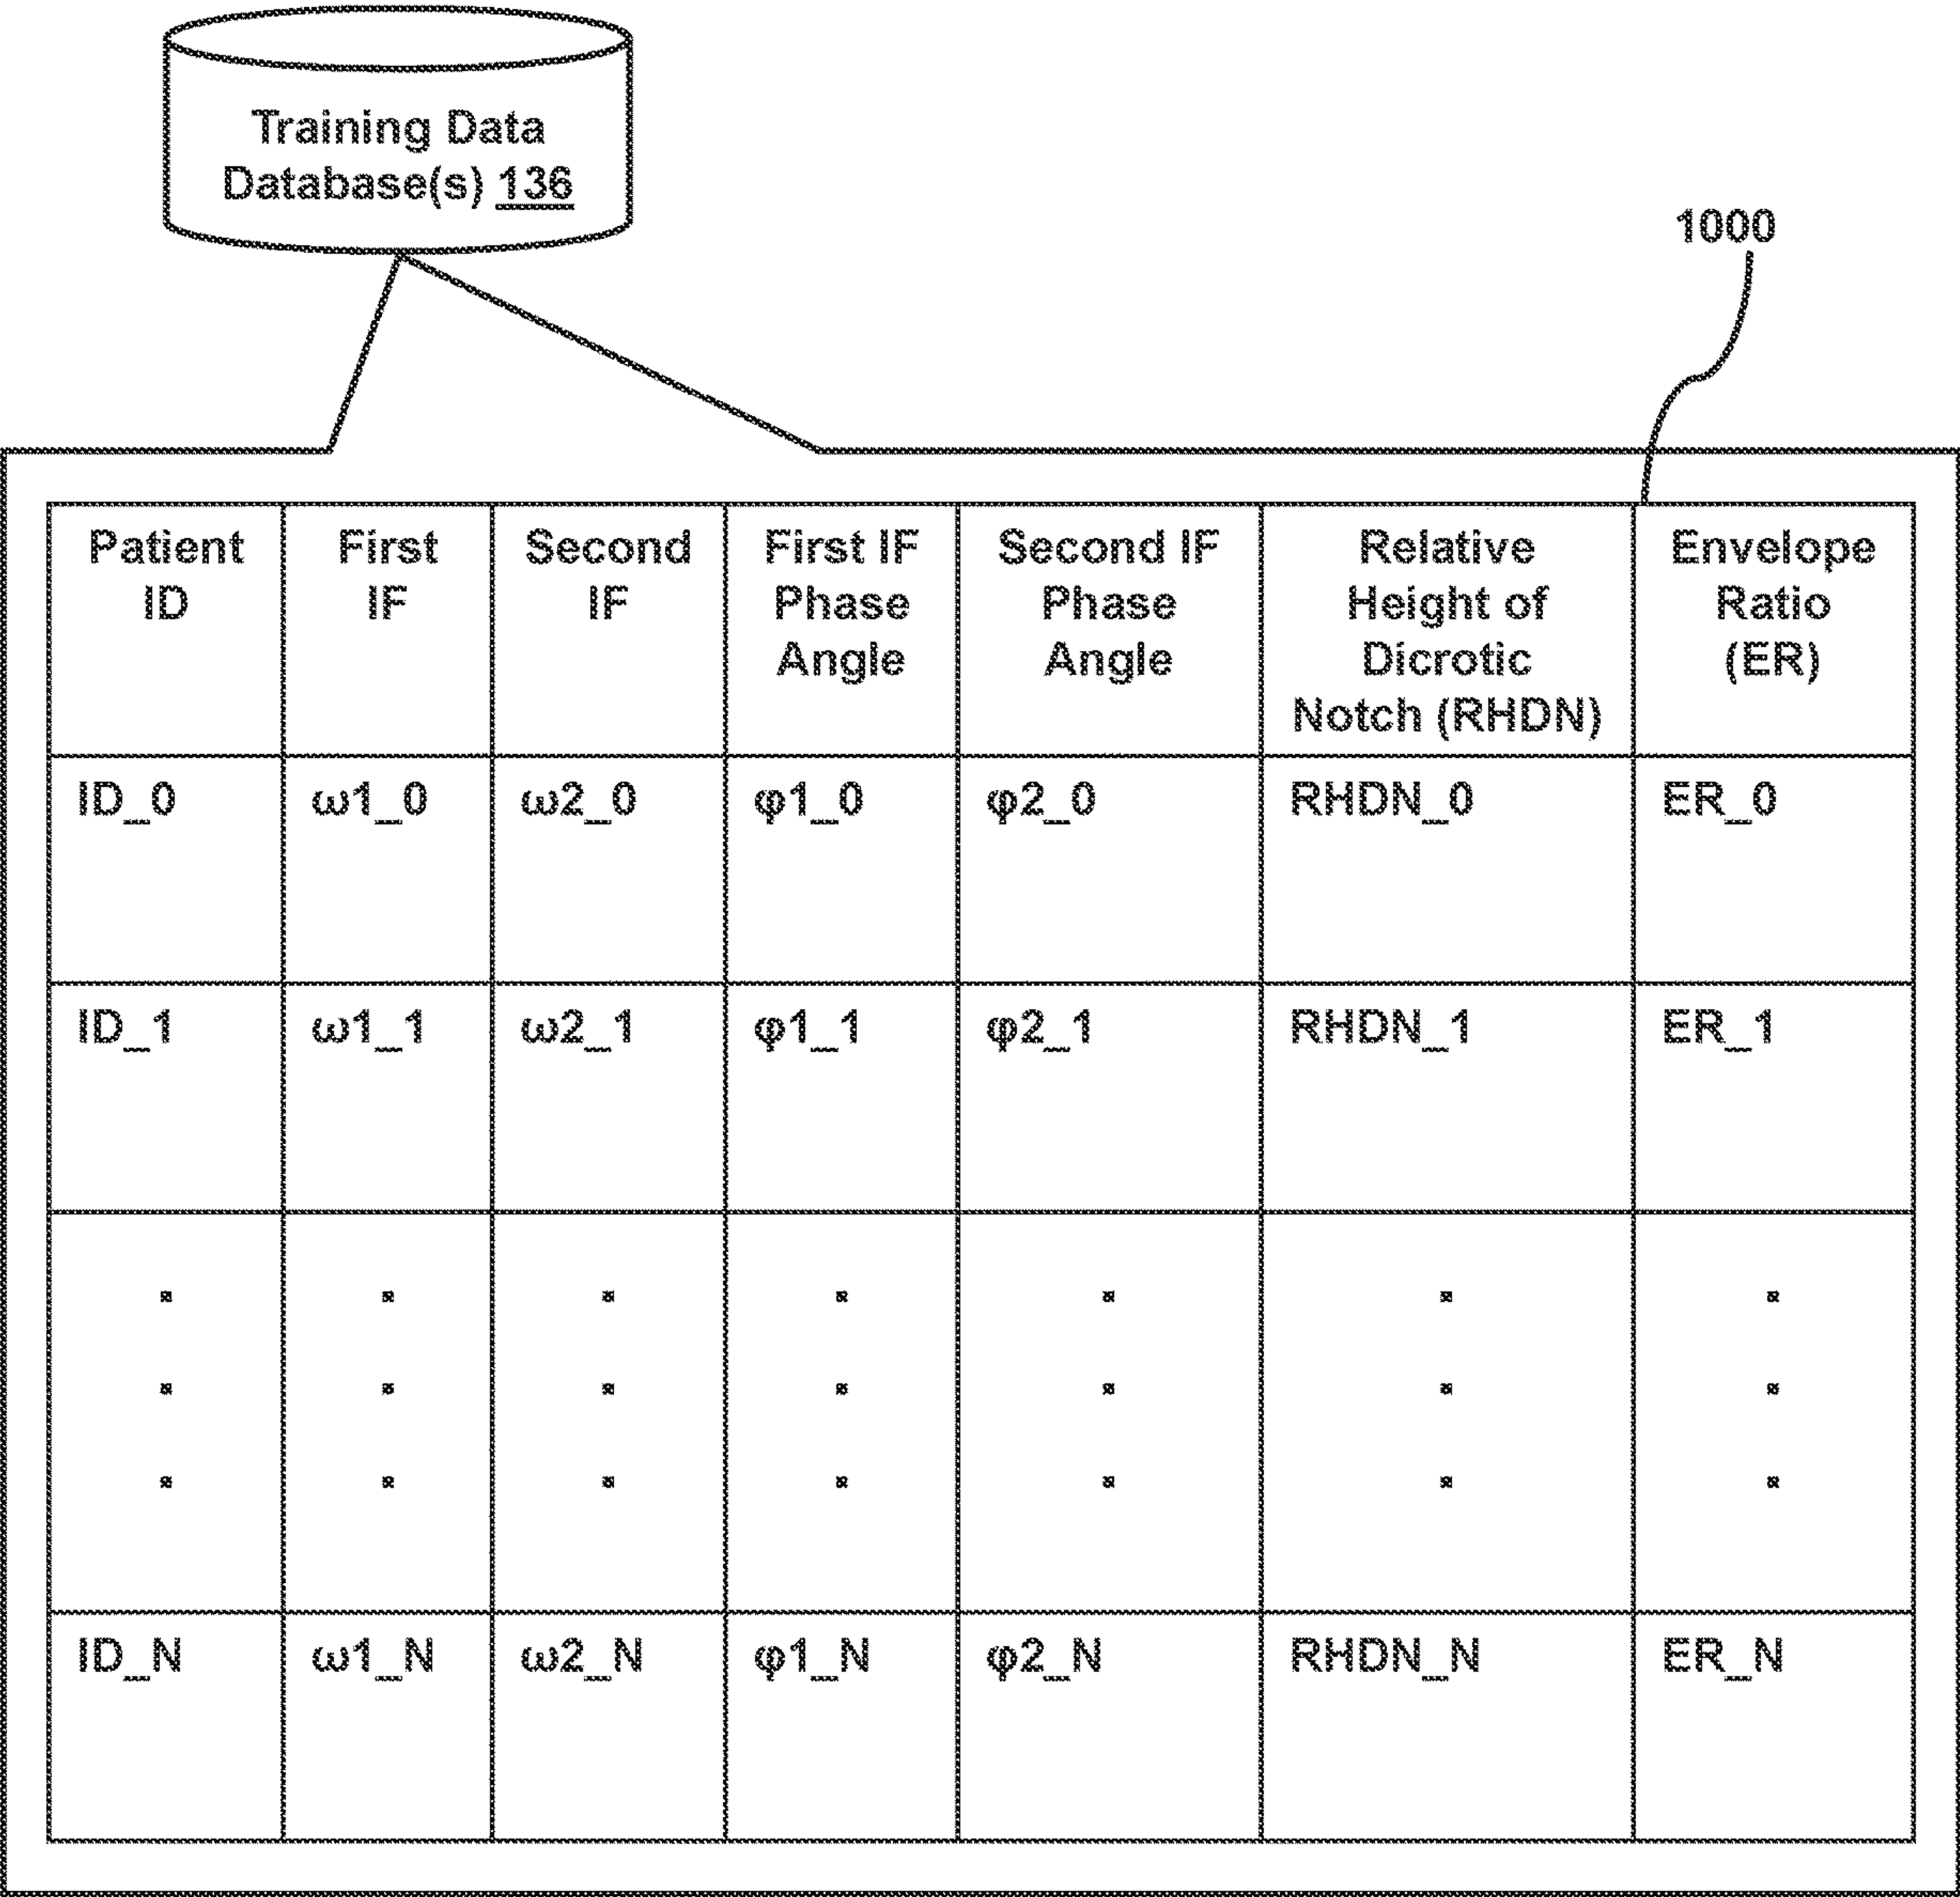 Training Data
Database(s) 136
1000
Patient ID
First IF
Second IF
First IF Phase Angle
Second IF Phase Angle
Relative Height of Dicrotic Notch (RHDN)
Envelope Ratio (ER)
ID_0 ω1_0 ω2_0 φ1_0 φ2_0 RHDN_0 ER_0
ID_1 ω1_1 ω2_1 φ1_1 φ2_1 RHDN_1 ER_1
ID_N ω1_N ω2_N φ1_N φ2_N RHDN_N ER_N